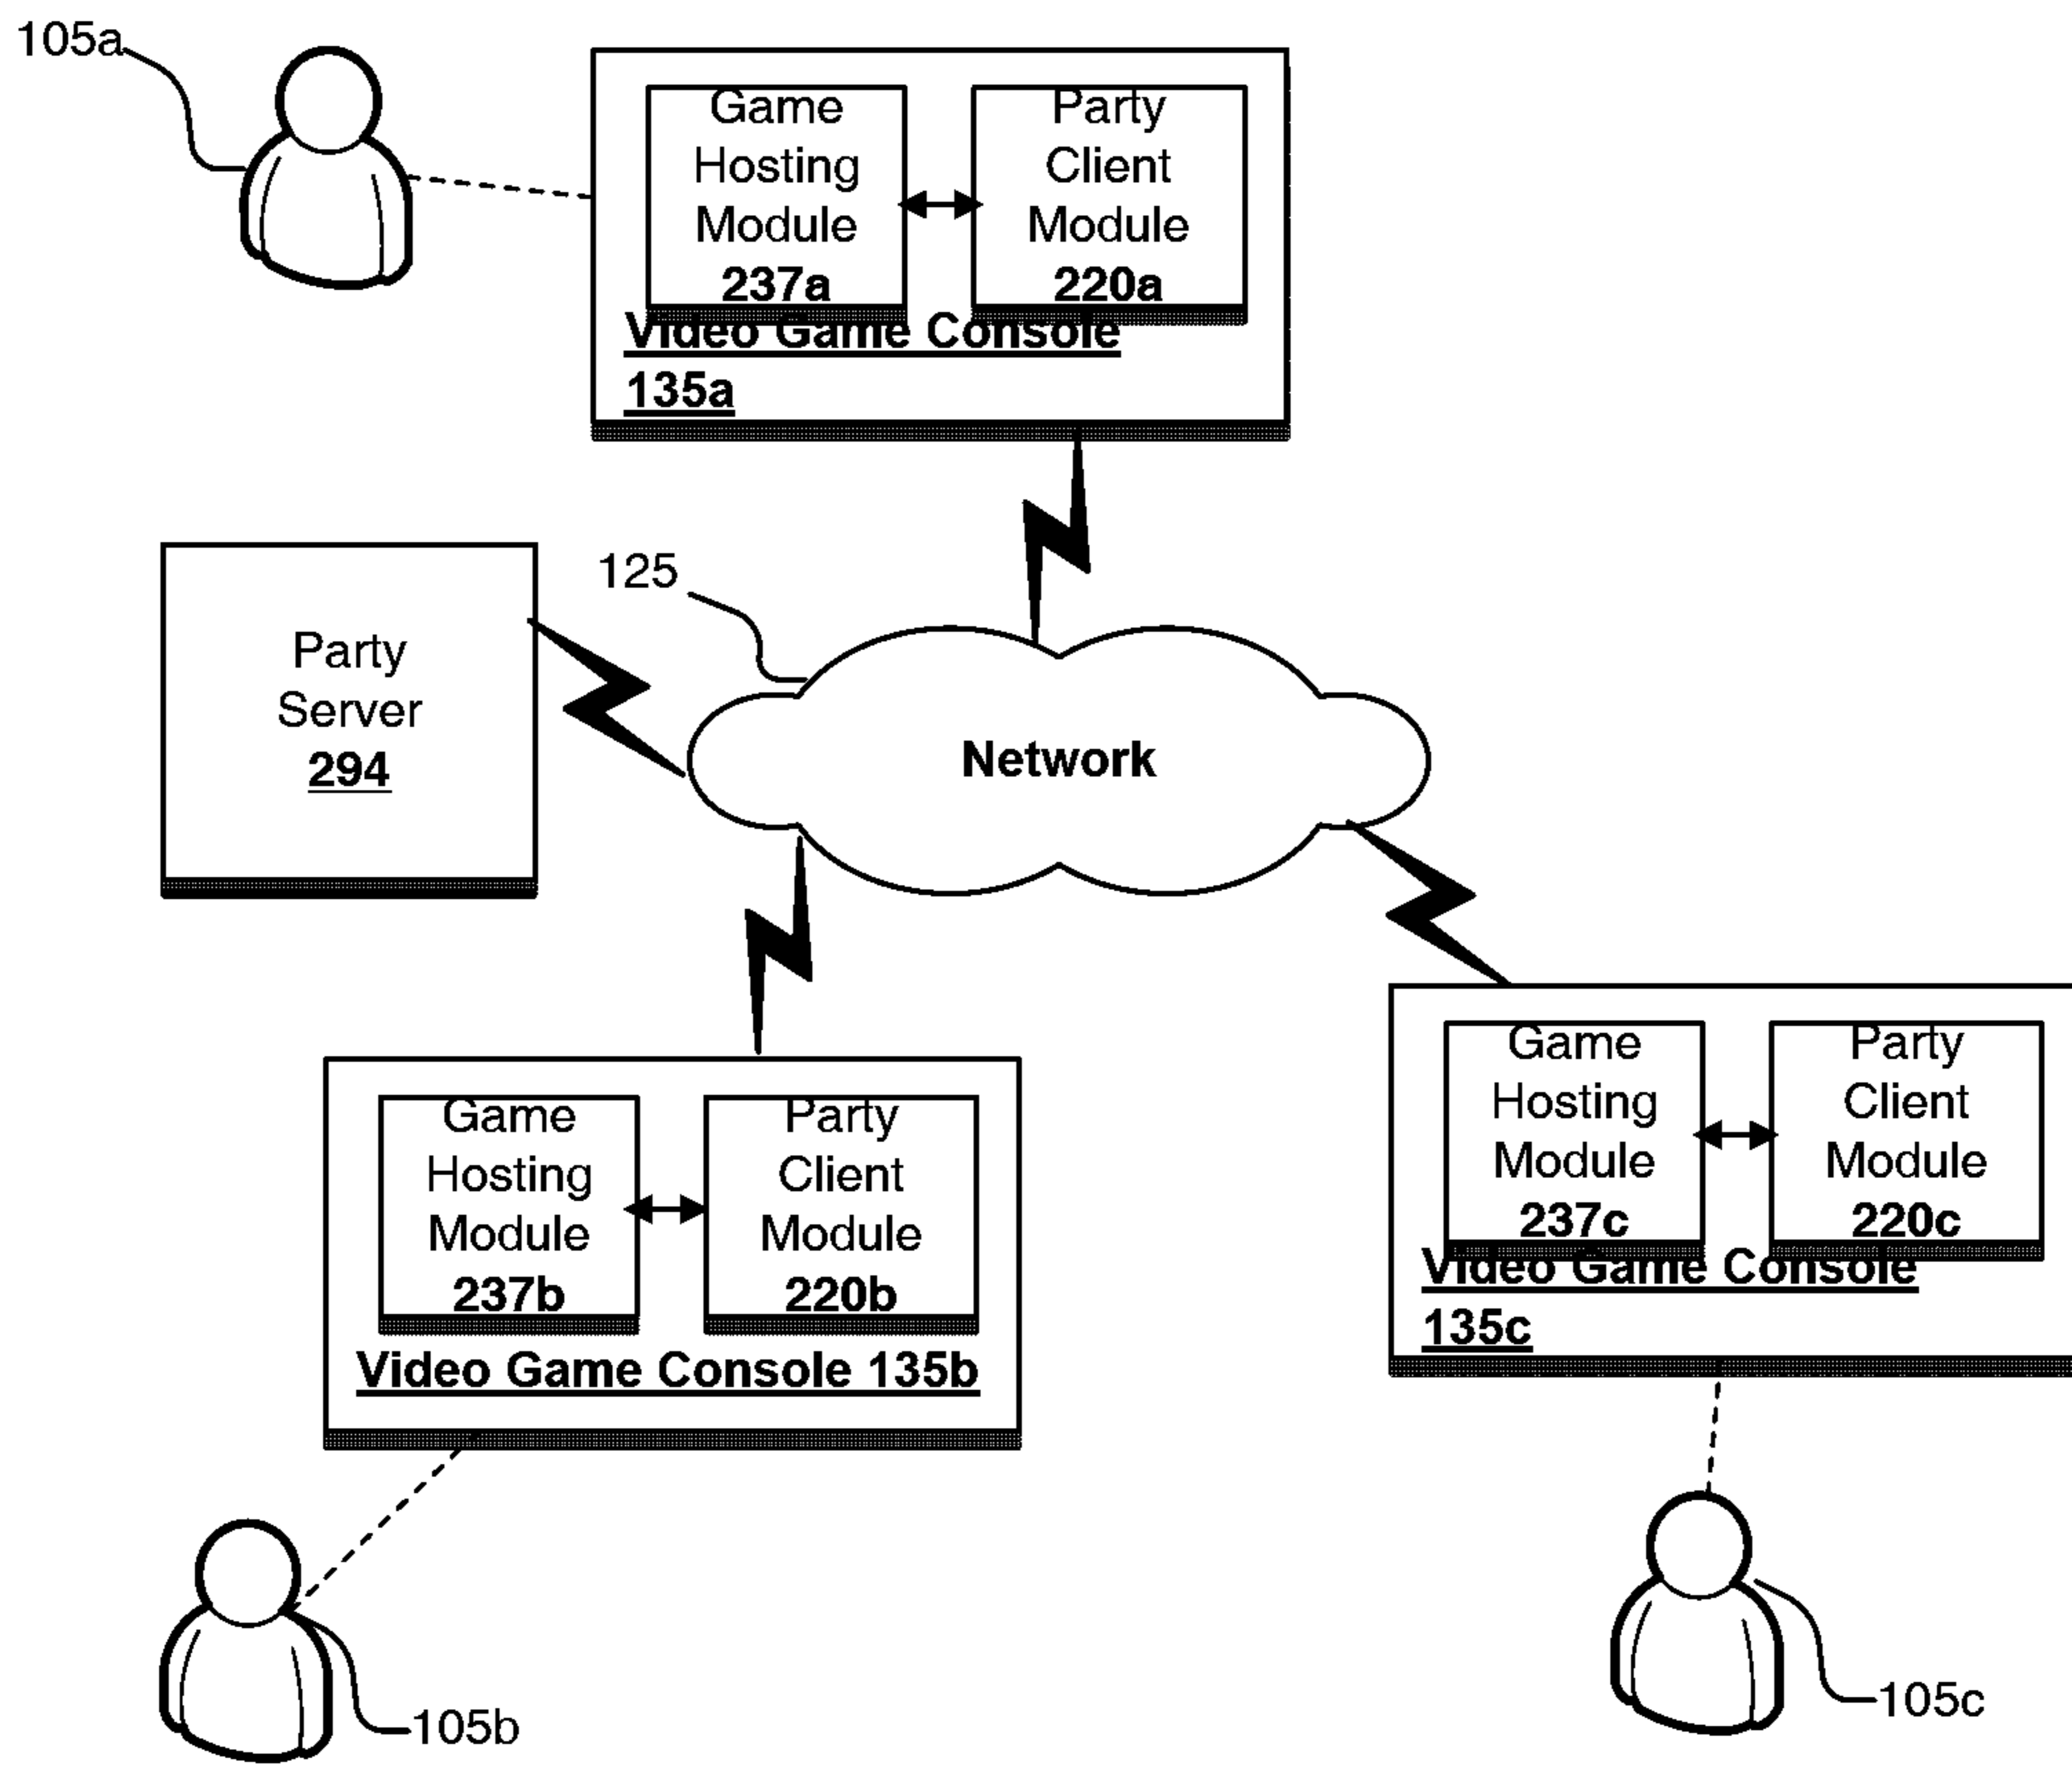 105a
Game
Hosting
Module
237a
Party
Client
Module
220a
Video Game Console
135a
125
Party
Server
294
Network
Game
Hosting
Module
237b
Party
Client
Module
220b
Video Game Console 135b
Game
Hosting
Module
237c
Party
Client
Module
220c
Video Game Console
135c
105b
105c